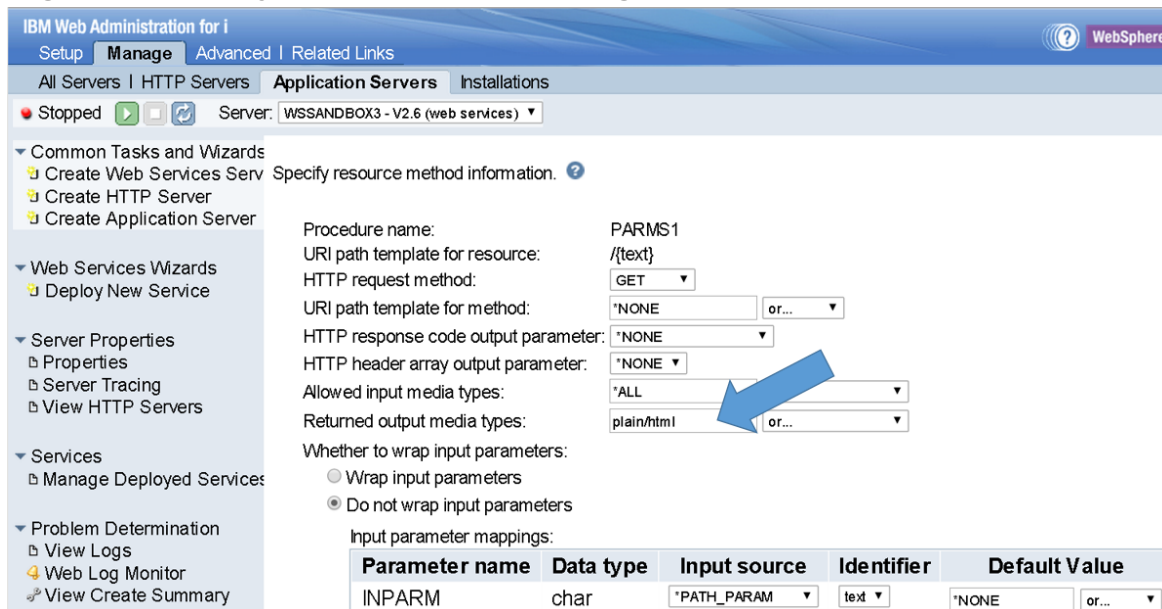 IBM Web Administration for i
Setup Manage Advanced | Related Links
WebSphere
All Servers | HTTP Servers Application Servers Installations
Stopped Server: WSSANDBOX3 - V2.6 (web services)
Common Tasks and Wizards
Create Web Services Serv
Create HTTP Server
Create Application Server
Web Services Wizards
Deploy New Service
Server Properties
Properties
Server Tracing
View HTTP Servers
Services
Manage Deployed Services
Problem Determination
View Logs
Web Log Monitor
View Create Summary
Specify resource method information. ?
Procedure name: PARMS1
URI path template for resource: /{text}
HTTP request method: GET
URI path template for method: *NONE or...
HTTP response code output parameter: *NONE
HTTP header array output parameter: *NONE
Allowed input media types: *ALL
Returned output media types: plain/html or...
Whether to wrap input parameters:
Wrap input parameters
Do not wrap input parameters
Input parameter mappings:
Parameter name Data type Input source Identifier Default Value
INPARM char *PATH_PARAM text *NONE or...